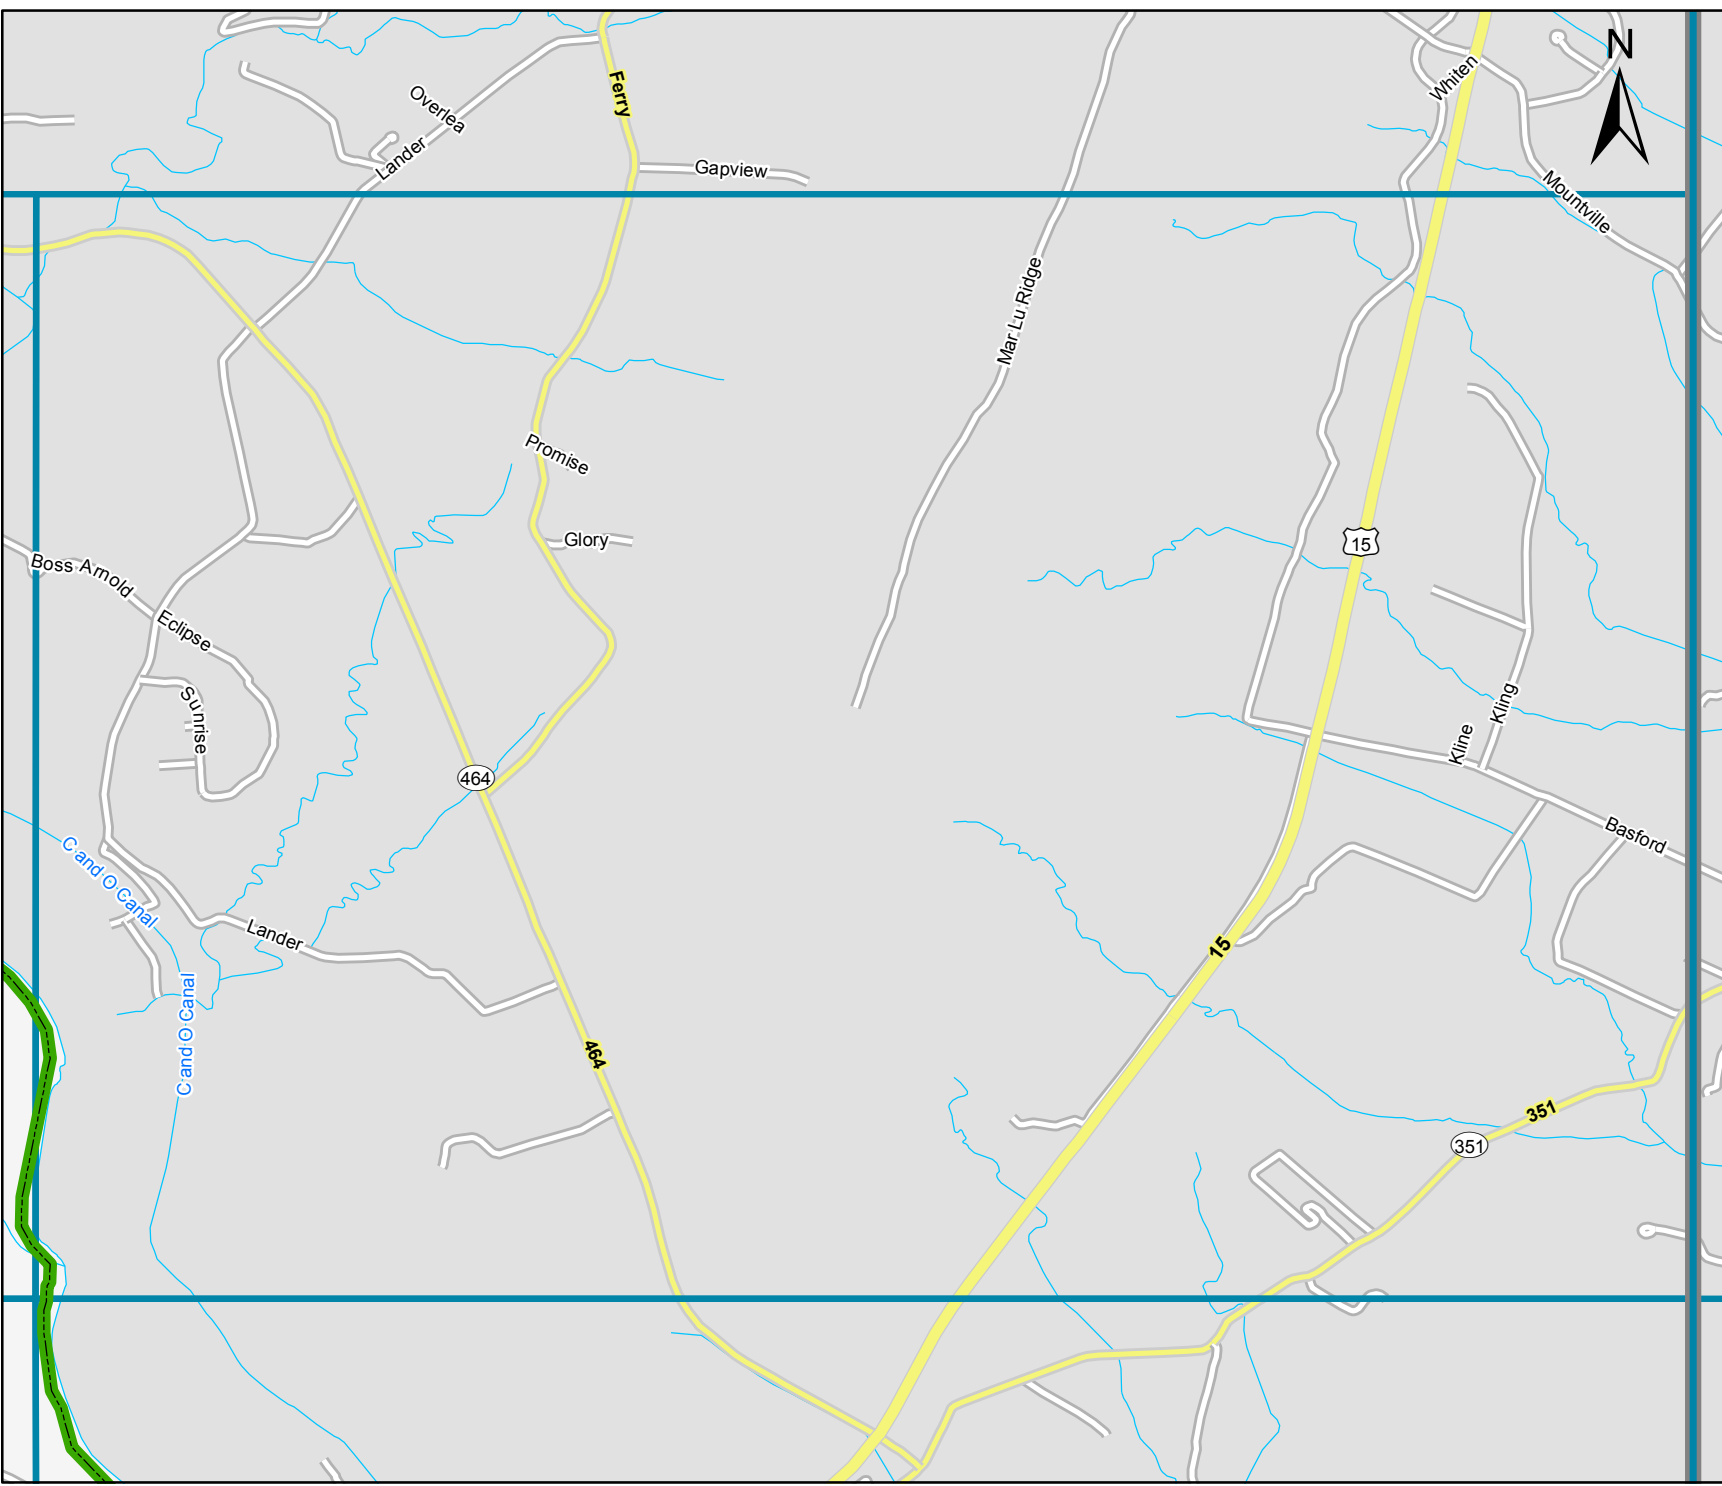 N
Overlea
Ferry
Whiten
Lander
Gapview
Mountville
Mar Lu Ridge
Promise
Glory
15
Boss Arnold
Eclipse
Sunrise
Kling
Kline
464
Basford
C and O Canal
Lander
15
C and O Canal
464
351
351